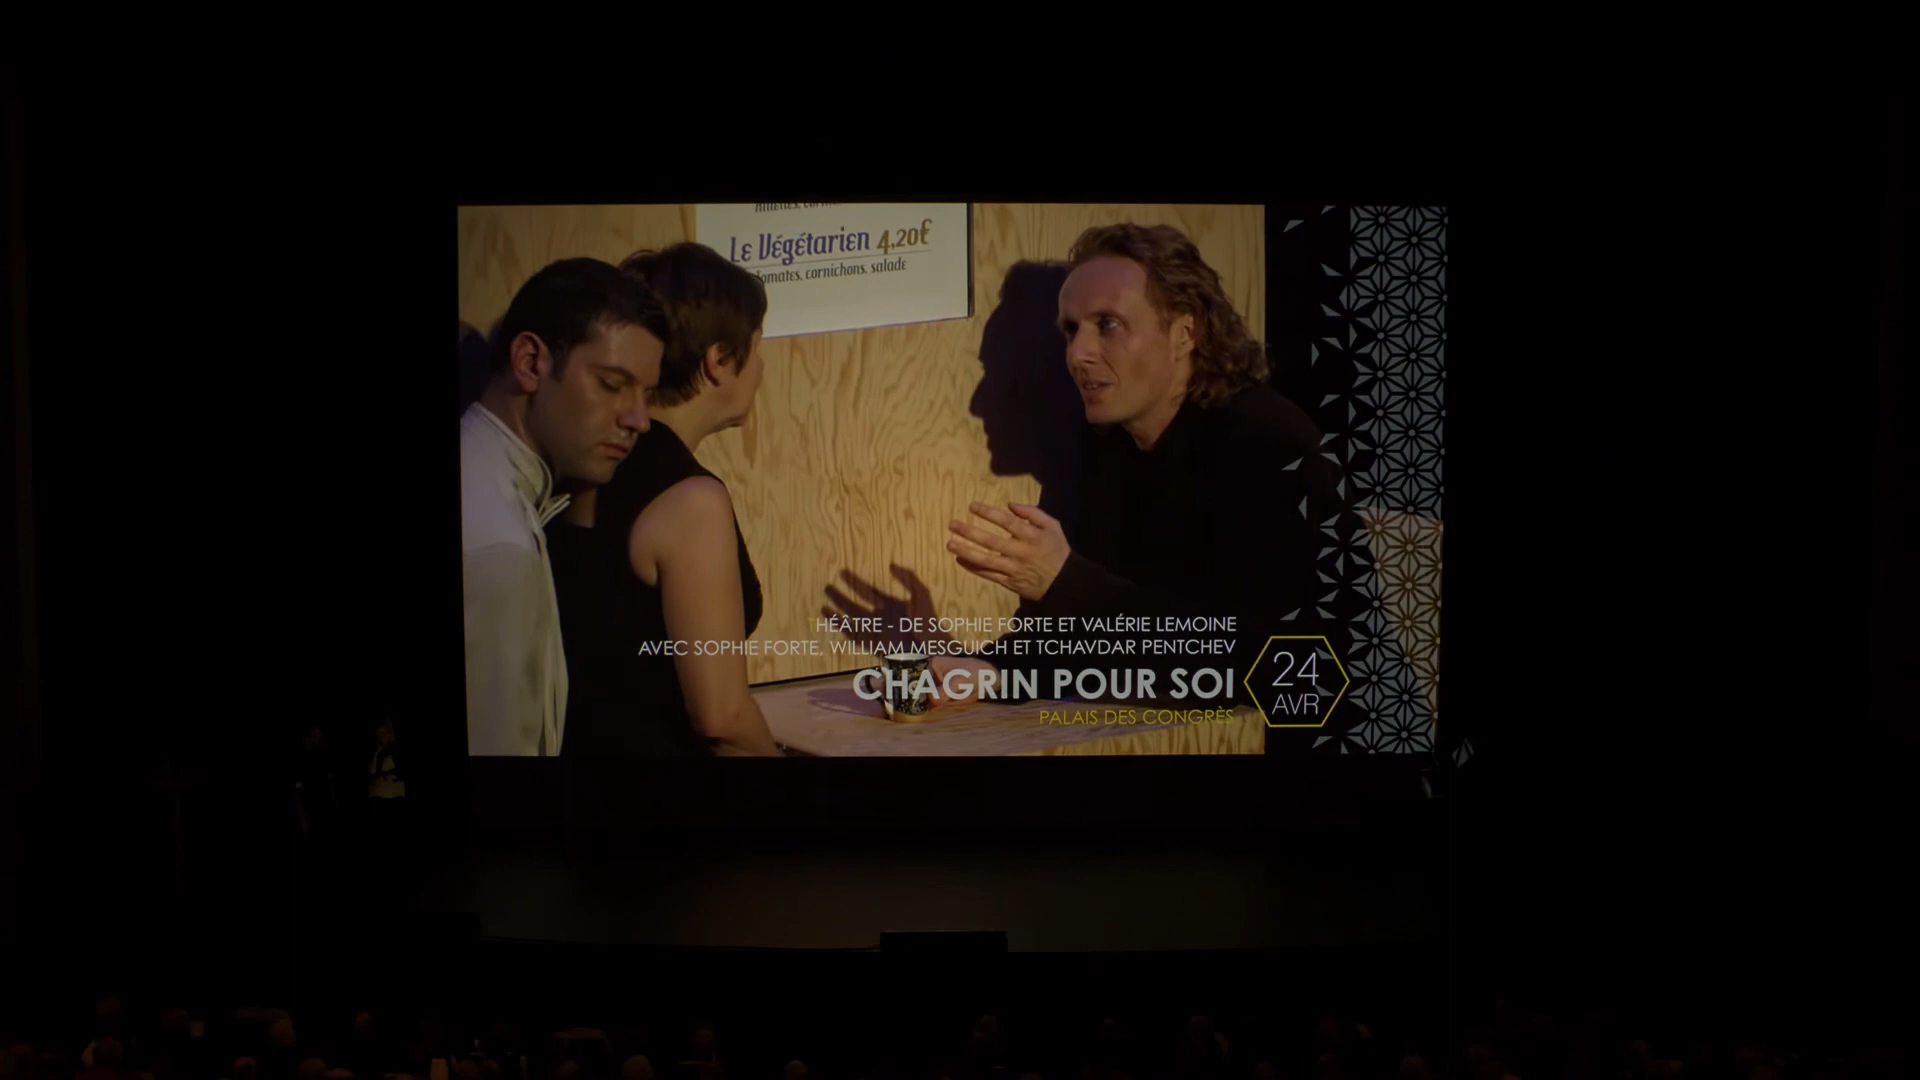 Le Végétarien 4,20€
Tomates, cornichons, salade
THÉÂTRE - DE SOPHIE FORTE ET VALÉRIE LEMOINE
AVEC SOPHIE FORTE, WILLIAM MESGUICH ET TCHAVDAR PENTCHEV
CHAGRIN POUR SOI
PALAIS DES CONGRÈS
24
AVR